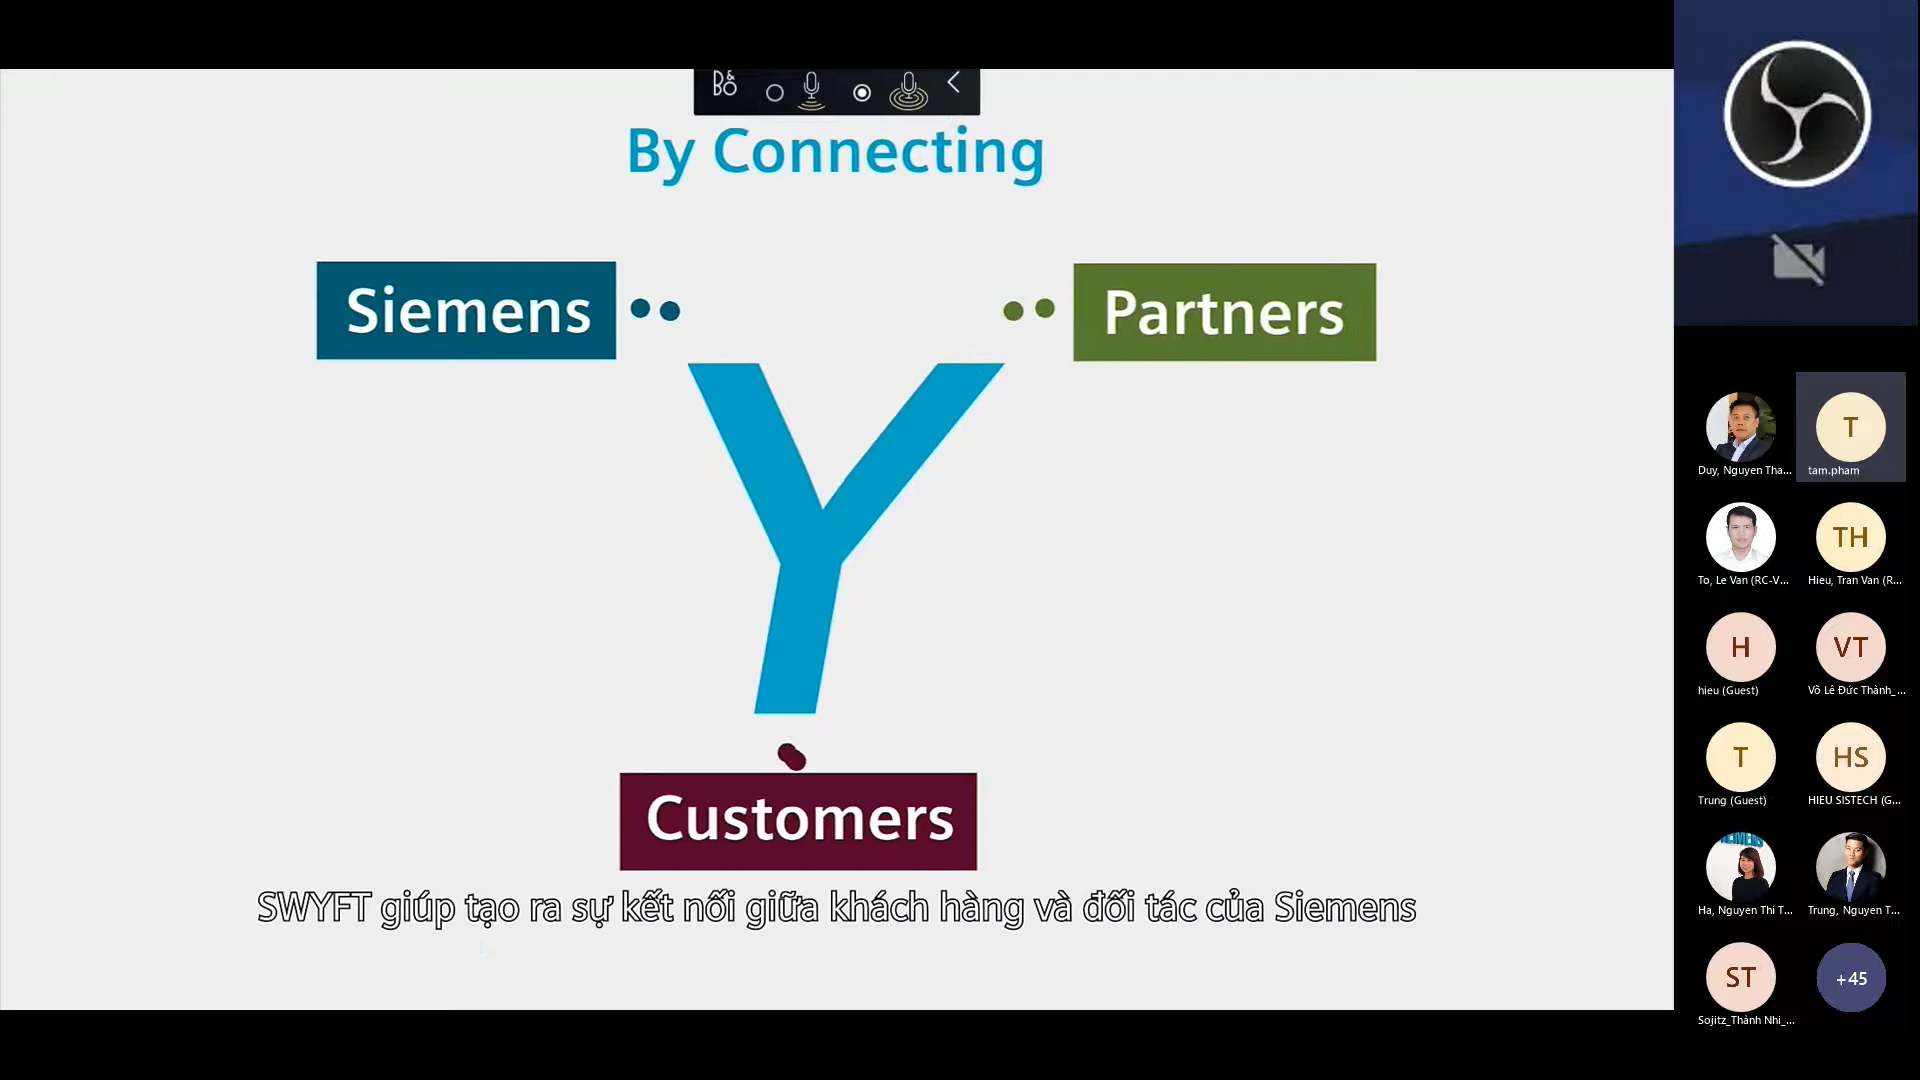 B&O
By Connecting
Siemens
Partners
Y
Customers
SWYFT giúp tạo ra sự kết nối giữa khách hàng và đối tác của Siemens
Duy, Nguyen Tha...
T
tam.pham
To, Le Van (RC-V...
TH
Hieu, Tran Van (R...
H
hieu (Guest)
VT
Võ Lê Đức Thành_...
T
Trung (Guest)
HS
HIEU SISTECH (G...
Ha, Nguyen Thi T...
Trung, Nguyen T...
ST
Sojitz_Thành Nhi_...
+45